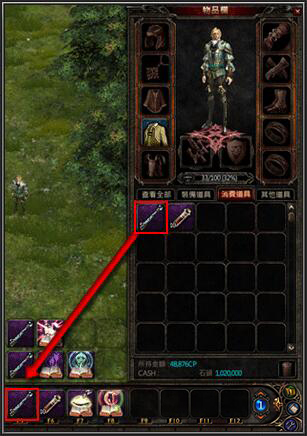 物品欄
33/100 (32%)
查看全部 裝備道具 消費道具 其他道具
所持金額 48,876CP
CASH : 石鎖 1,020,000
F5 F6 F7 F8 F9 F10 F11 F12
1